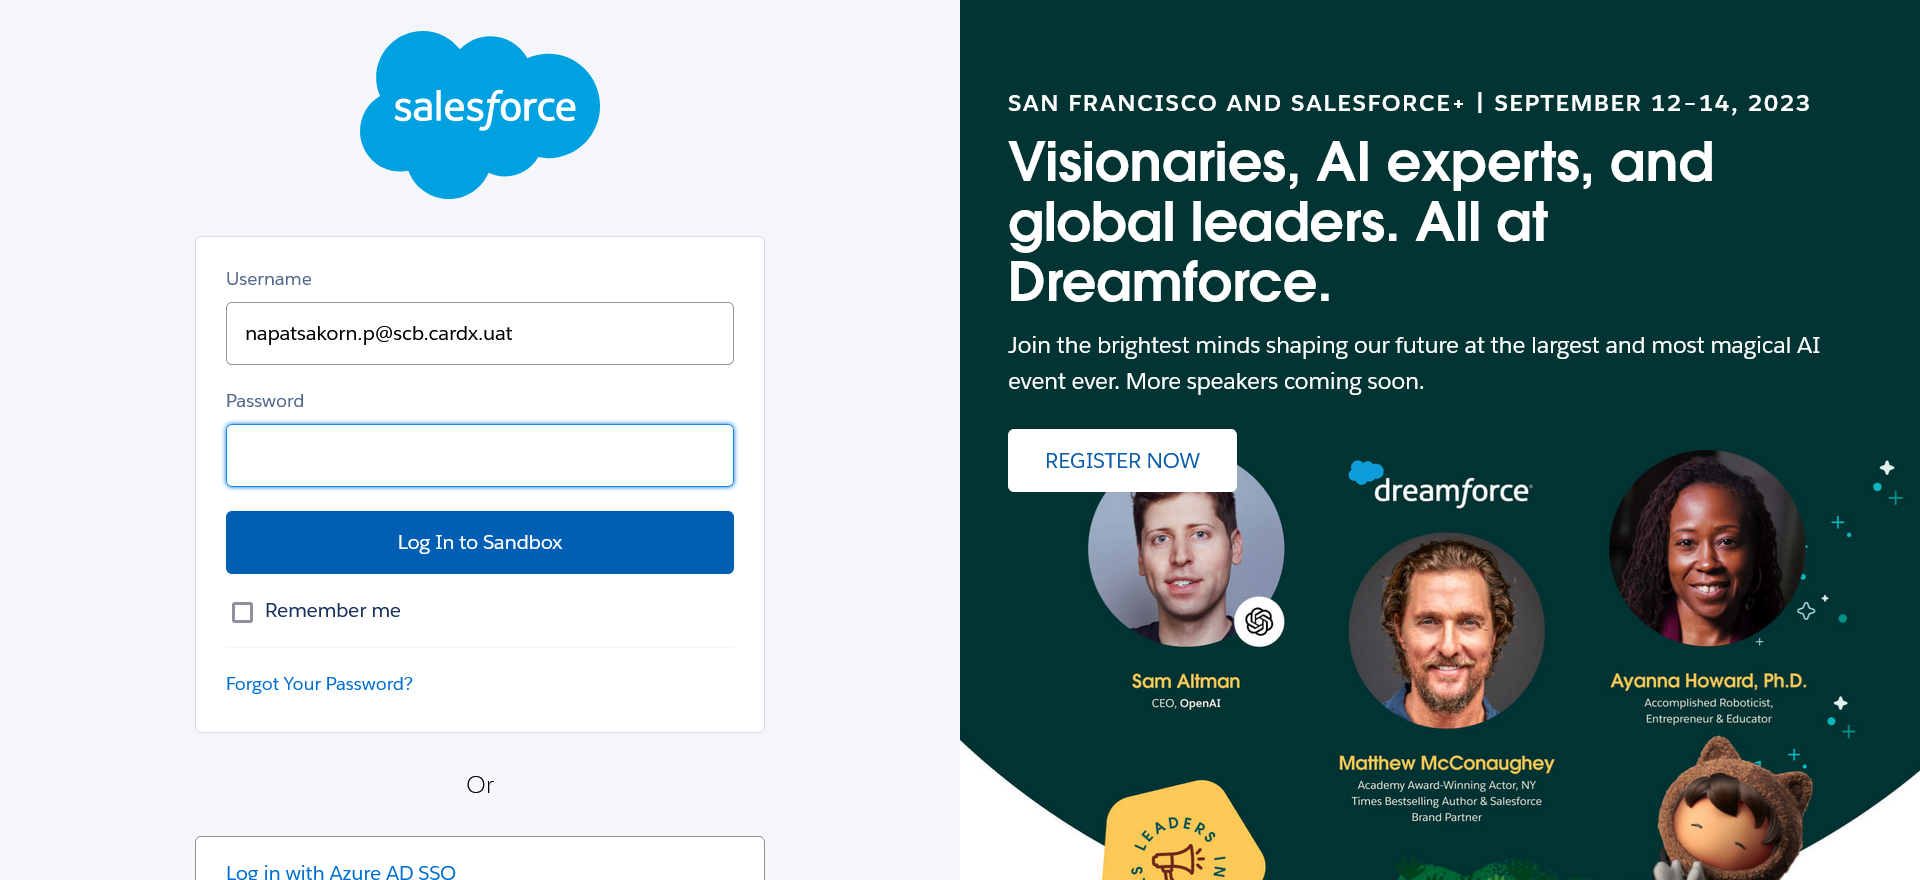 salesforce
Username
napatsakorn.p@scb.cardx.uat
Password
Log In to Sandbox
Remember me
Forgot Your Password?
Or
Log in with Azure AD SSO
SAN FRANCISCO AND SALESFORCE+ | SEPTEMBER 12–14, 2023
Visionaries, AI experts, and
global leaders. All at
Dreamforce.
Join the brightest minds shaping our future at the largest and most magical AI
event ever. More speakers coming soon.
REGISTER NOW
dreamforce
Sam Altman
CEO, OpenAI
Matthew McConaughey
Academy Award-Winning Actor, NY
Times Bestselling Author & Salesforce
Brand Partner
Ayanna Howard, Ph.D.
Accomplished Roboticist,
Entrepreneur & Educator
LEADERS IN